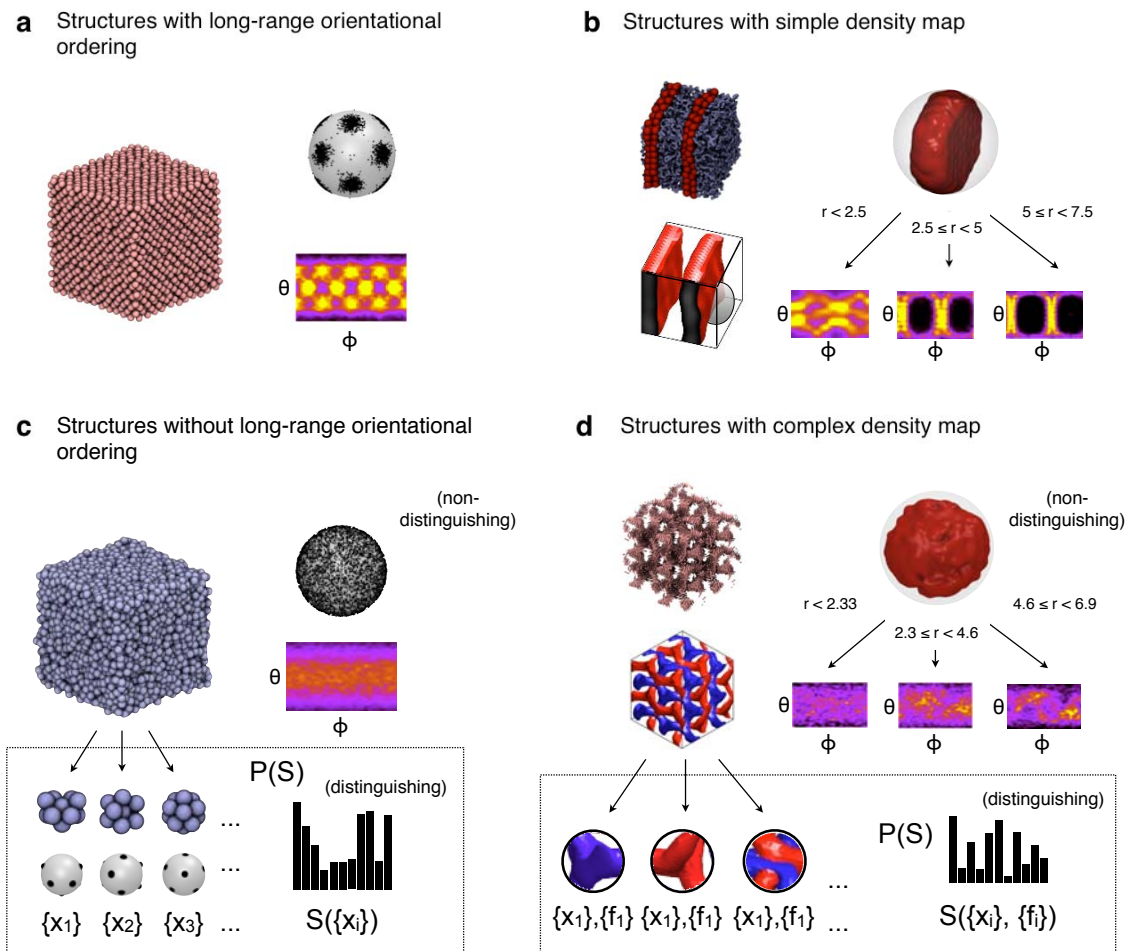 a Structures with long-range orientational
ordering
θ
ϕ
b Structures with simple density map
r < 2.5
2.5 ≤ r < 5
5 ≤ r < 7.5
θ
θ
θ
ϕ
ϕ
ϕ
c Structures without long-range orientational
ordering
(non-
distinguishing)
θ
ϕ
P(S)
(distinguishing)
...
...
{x1} {x2} {x3} ...
S({xi})
d Structures with complex density map
(non-
distinguishing)
r < 2.33
2.3 ≤ r < 4.6
4.6 ≤ r < 6.9
θ
θ
θ
ϕ
ϕ
ϕ
(distinguishing)
P(S)
...
{x1},{f1} {x1},{f1} {x1},{f1} ...
S({xi}, {fi})